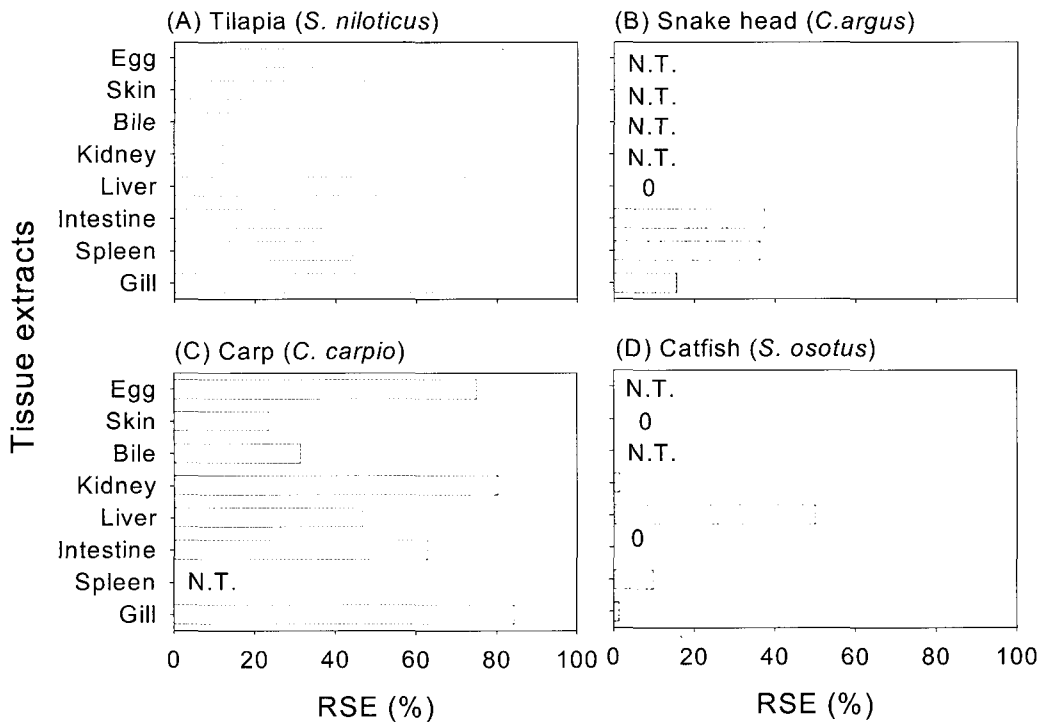 (A) Tilapia (S. niloticus)
Egg
Skin
Bile
Kidney
Liver
Intestine
Spleen
Gill
(B) Snake head (C.argus)
N.T.
N.T.
N.T.
N.T.
0
Tissue extracts
(C) Carp (C. carpio)
Egg
Skin
Bile
Kidney
Liver
Intestine
Spleen
Gill
N.T.
0 20 40 60 80 100
RSE (%)
(D) Catfish (S. osotus)
N.T.
0
N.T.
0
0 20 40 60 80 100
RSE (%)